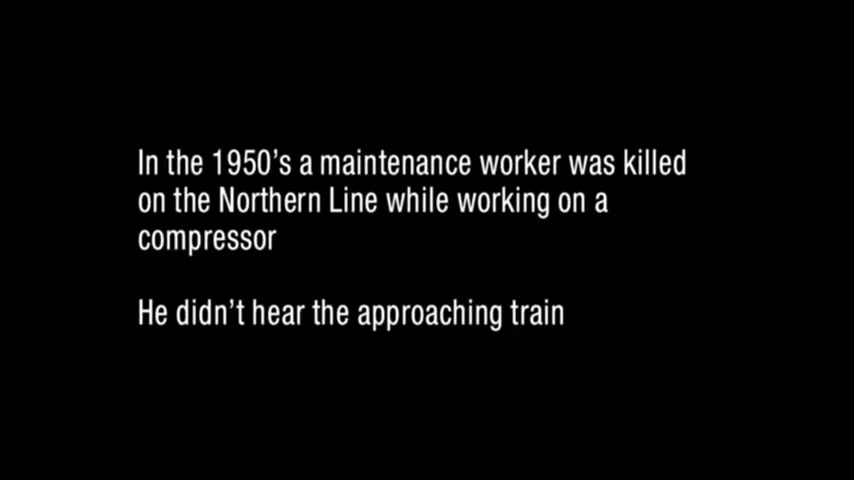 In the 1950's a maintenance worker was killed
on the Northern Line while working on a
compressor
He didn't hear the approaching train